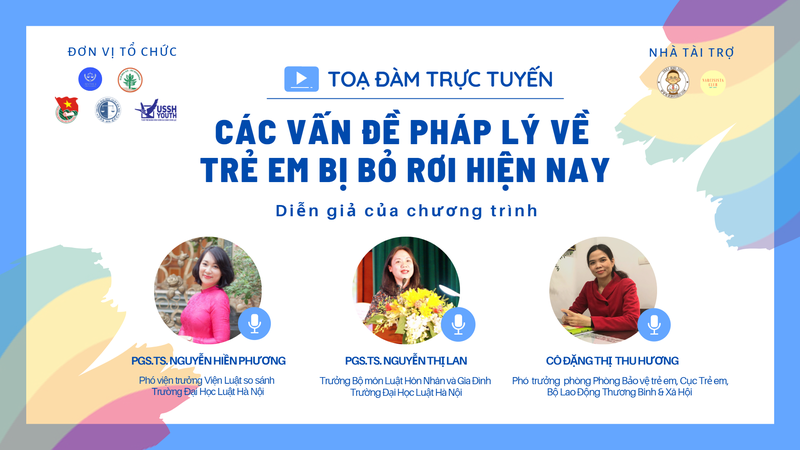 ĐƠN VỊ TỔ CHỨC
NHÀ TÀI TRỢ
TOẠ ĐÀM TRỰC TUYẾN
USSH
YOUTH
CÁC VẤN ĐỀ PHÁP LÝ VỀ
TRẺ EM BỊ BỎ RƠI HIỆN NAY
Diễn giả của chương trình
PGS.TS. NGUYỄN HIỀN PHƯƠNG
Phó viện trưởng Viện Luật so sánh
Trường Đại Học Luật Hà Nội
PGS.TS. NGUYỄN THỊ LAN
Trưởng Bộ môn Luật Hôn Nhân và Gia Đình
Trường Đại Học Luật Hà Nội
CÔ ĐẶNG THỊ THU HƯƠNG
Phó trưởng phòng Phòng Bảo vệ trẻ em, Cục Trẻ em,
Bộ Lao Động Thương Binh & Xã Hội